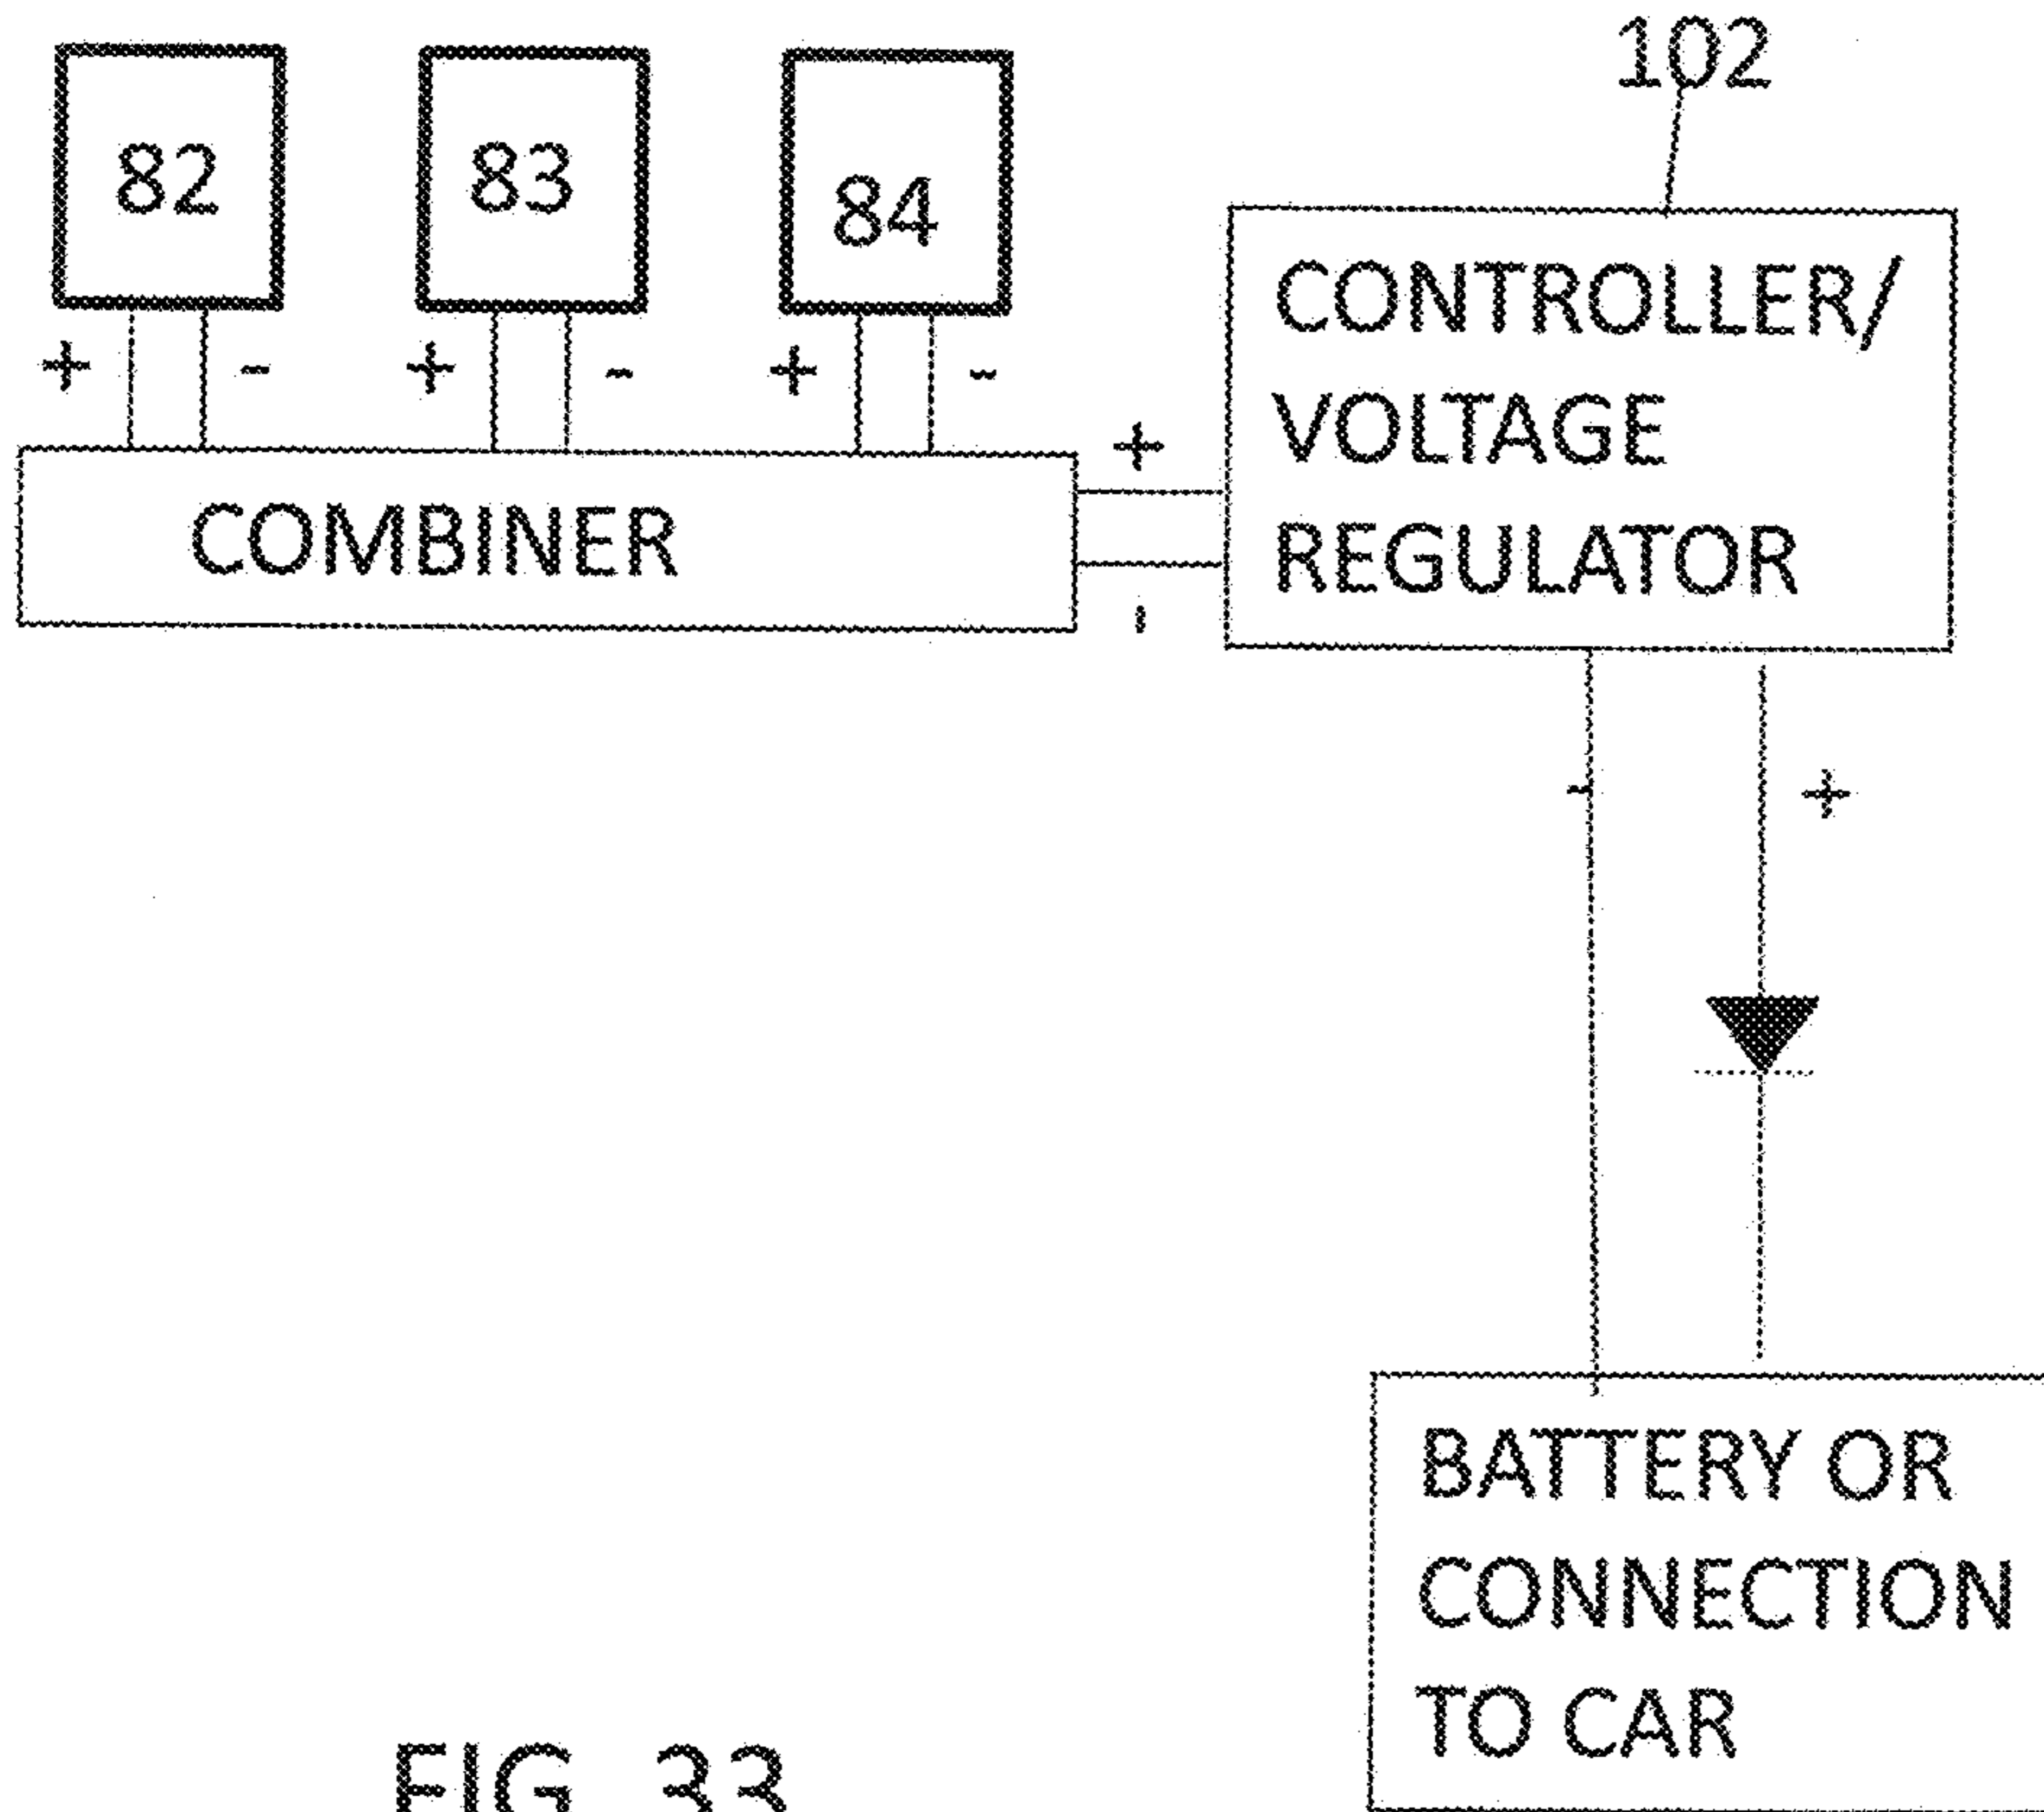 102
82
83
84
+ - + - + -
CONTROLLER/
VOLTAGE
REGULATOR
+
COMBINER
-
- +
BATTERY OR
CONNECTION
TO CAR
FIG. 33